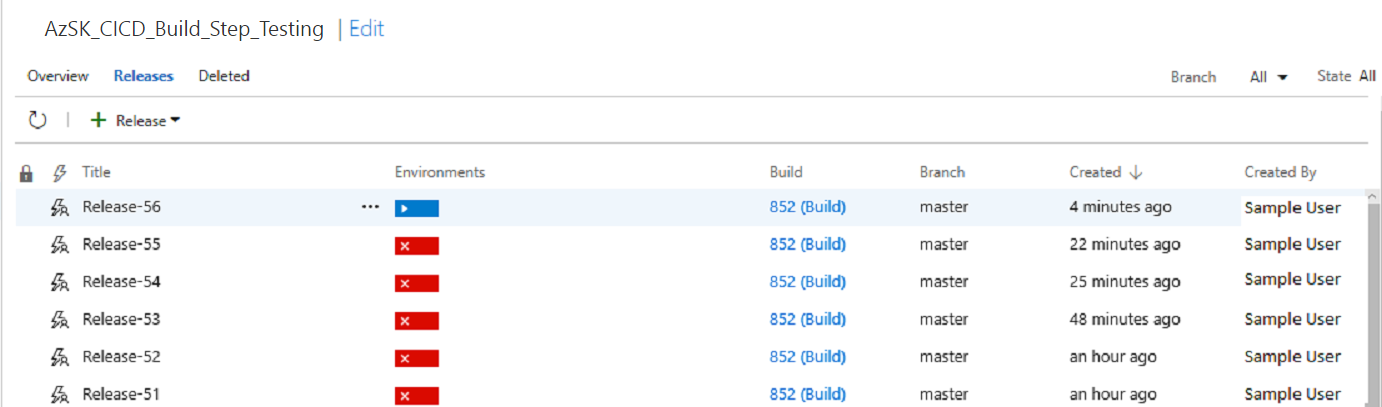 AzSK_CICD_Build_Step_Testing | Edit
Overview Releases Deleted Branch All State All
Release
Title Environments Build Branch Created Created By
Release-56 ... 852 (Build) master 4 minutes ago Sample User
Release-55 852 (Build) master 22 minutes ago Sample User
Release-54 852 (Build) master 25 minutes ago Sample User
Release-53 852 (Build) master 48 minutes ago Sample User
Release-52 852 (Build) master an hour ago Sample User
Release-51 852 (Build) master an hour ago Sample User